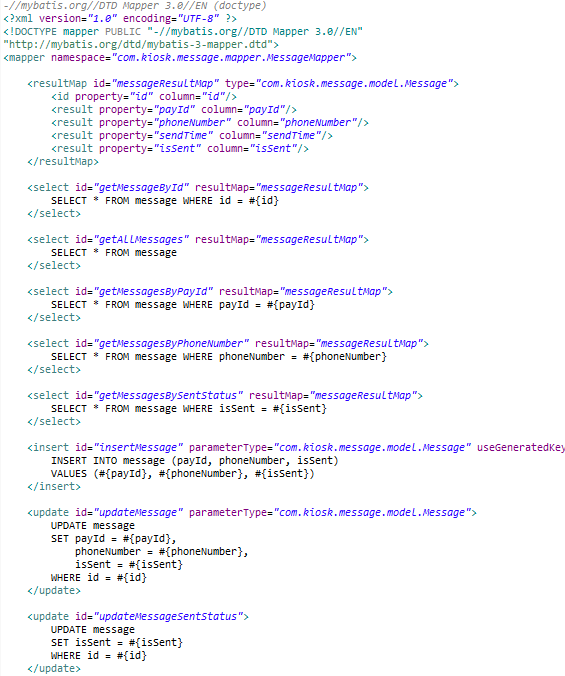 -//mybatis.org//DTD Mapper 3.0//EN (doctype)
<?xml version="1.0" encoding="UTF-8" ?>
<!DOCTYPE mapper PUBLIC "-//mybatis.org//DTD Mapper 3.0//EN"
"http://mybatis.org/dtd/mybatis-3-mapper.dtd">
<mapper namespace="com.kiosk.message.mapper.MessageMapper">
<resultMap id="messageResultMap" type="com.kiosk.message.model.Message">
<id property="id" column="id"/>
<result property="payId" column="payId"/>
<result property="phoneNumber" column="phoneNumber"/>
<result property="sendTime" column="sendTime"/>
<result property="isSent" column="isSent"/>
</resultMap>
<select id="getMessageById" resultMap="messageResultMap">
SELECT * FROM message WHERE id = #{id}
</select>
<select id="getAllMessages" resultMap="messageResultMap">
SELECT * FROM message
</select>
<select id="getMessagesByPayId" resultMap="messageResultMap">
SELECT * FROM message WHERE payId = #{payId}
</select>
<select id="getMessagesByPhoneNumber" resultMap="messageResultMap">
SELECT * FROM message WHERE phoneNumber = #{phoneNumber}
</select>
<select id="getMessagesBySentStatus" resultMap="messageResultMap">
SELECT * FROM message WHERE isSent = #{isSent}
</select>
<insert id="insertMessage" parameterType="com.kiosk.message.model.Message" useGeneratedKey
INSERT INTO message (payId, phoneNumber, isSent)
VALUES (#{payId}, #{phoneNumber}, #{isSent})
</insert>
<update id="updateMessage" parameterType="com.kiosk.message.model.Message">
UPDATE message
SET payId = #{payId},
phoneNumber = #{phoneNumber},
isSent = #{isSent}
WHERE id = #{id}
</update>
<update id="updateMessageSentStatus">
UPDATE message
SET isSent = #{isSent}
WHERE id = #{id}
</update>